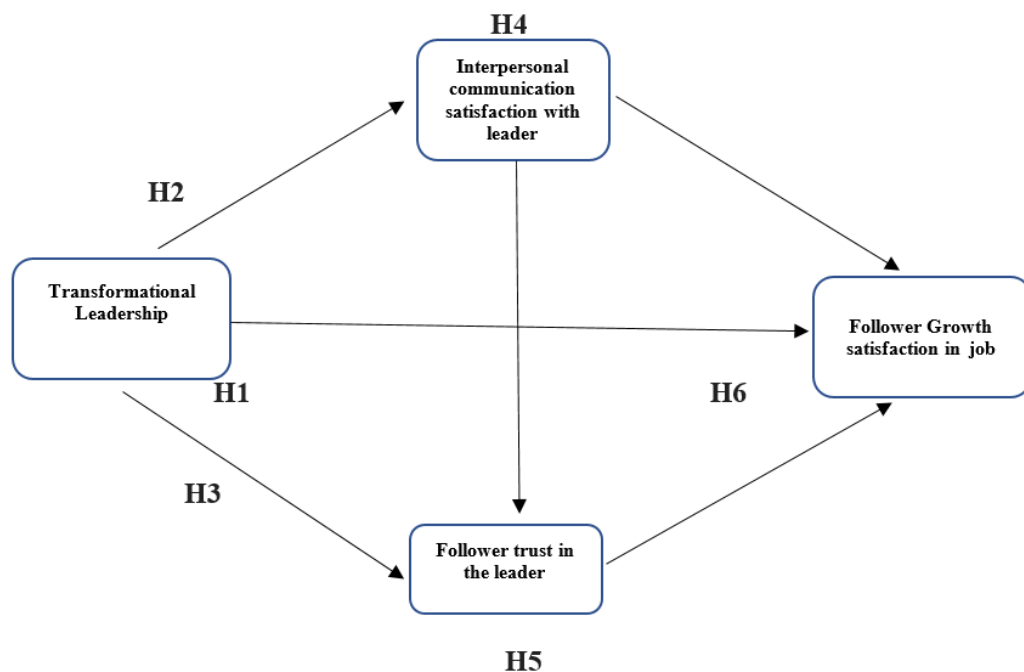 H4
Interpersonal
communication
satisfaction with
leader
H2
Transformational
Leadership
Follower Growth
satisfaction in job
H1
H6
H3
Follower trust in
the leader
H5